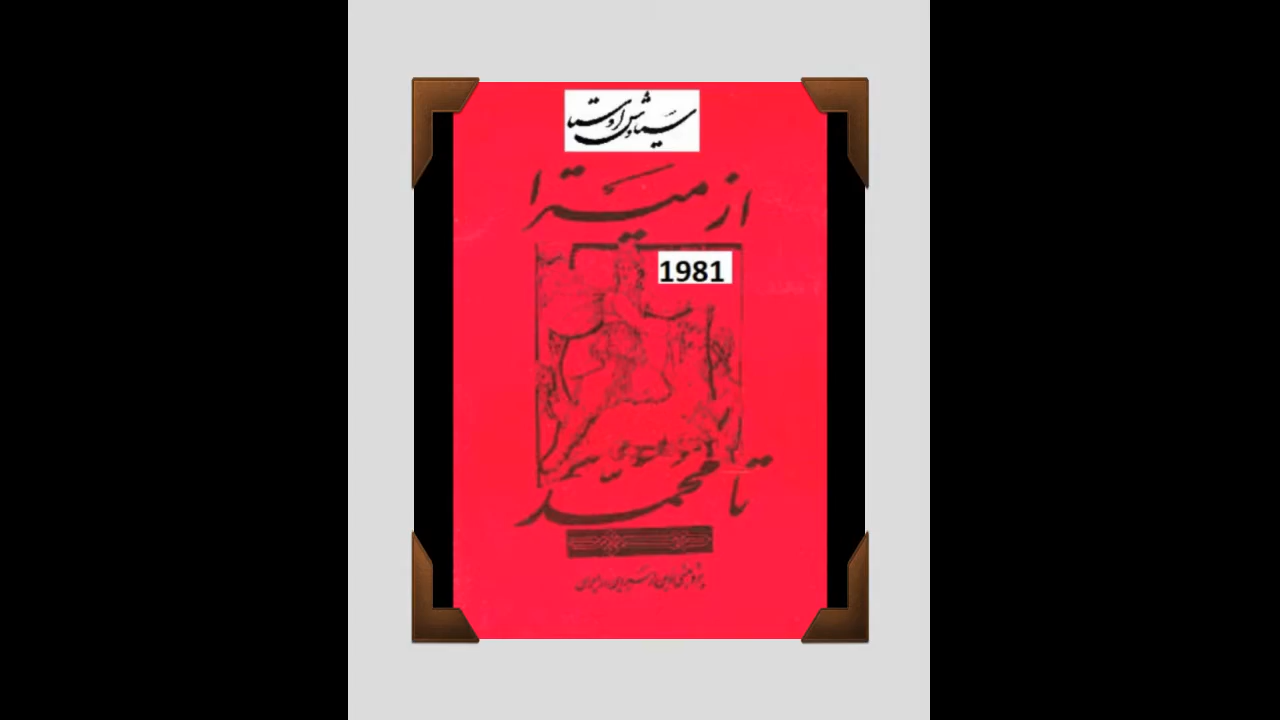 سیاوش اوستا
از میترا
1981
تا محمد